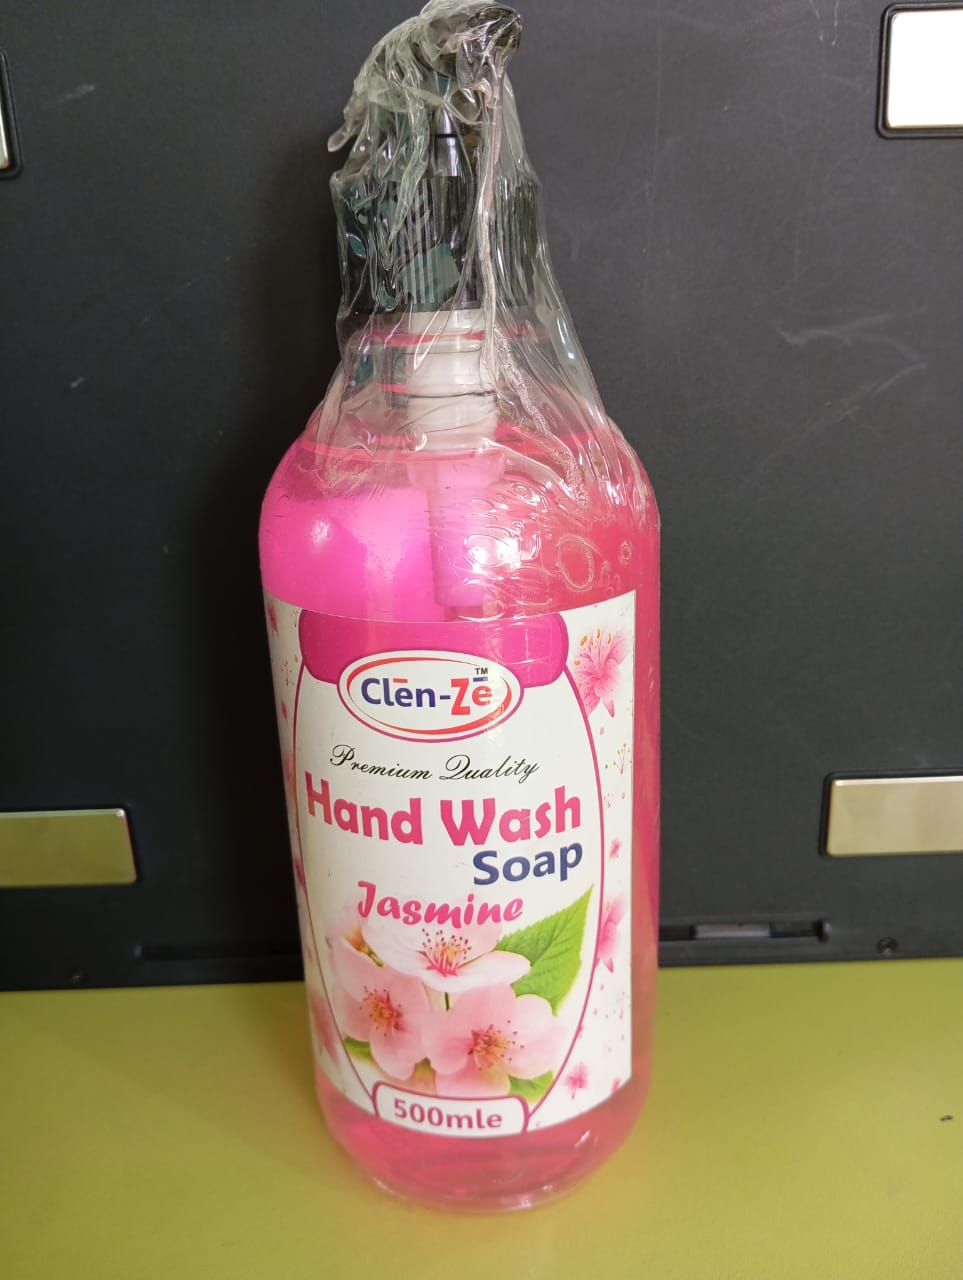 Clēn-Zē™
Premium Quality
Hand Wash
Soap
Jasmine
500mle